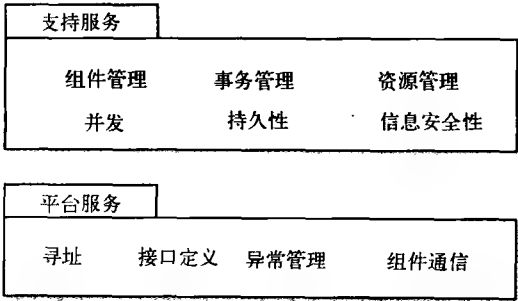 支持服务
组件管理 事务管理 资源管理
并发 持久性 信息安全性
平台服务
寻址 接口定义 异常管理 组件通信